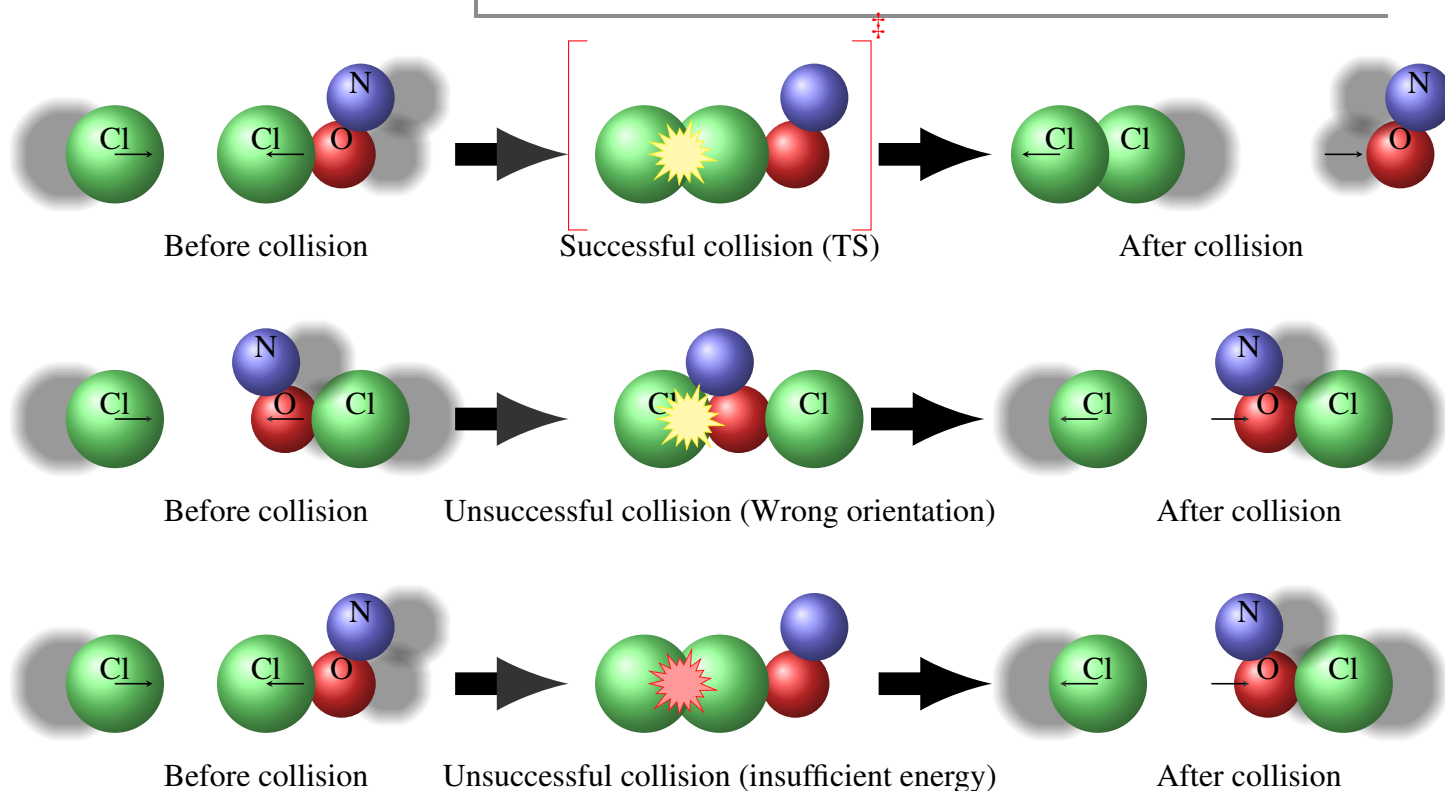 ‡
N
Cl Cl O Cl Cl N O
Before collision Successful collision (TS) After collision
N N
Cl O Cl Cl Cl Cl O Cl
Before collision Unsuccessful collision (Wrong orientation) After collision
N N
Cl Cl O Cl O Cl
Before collision Unsuccessful collision (insufficient energy) After collision